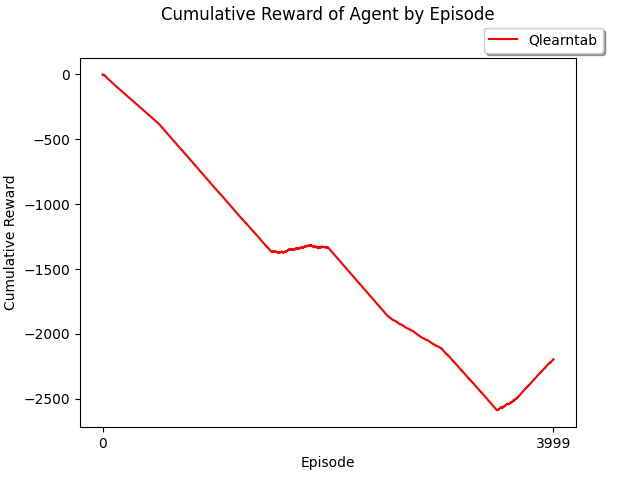 Cumulative Reward of Agent by Episode
Qlearntab
0
−500
−1000
−1500
−2000
−2500
Cumulative Reward
0
3999
Episode